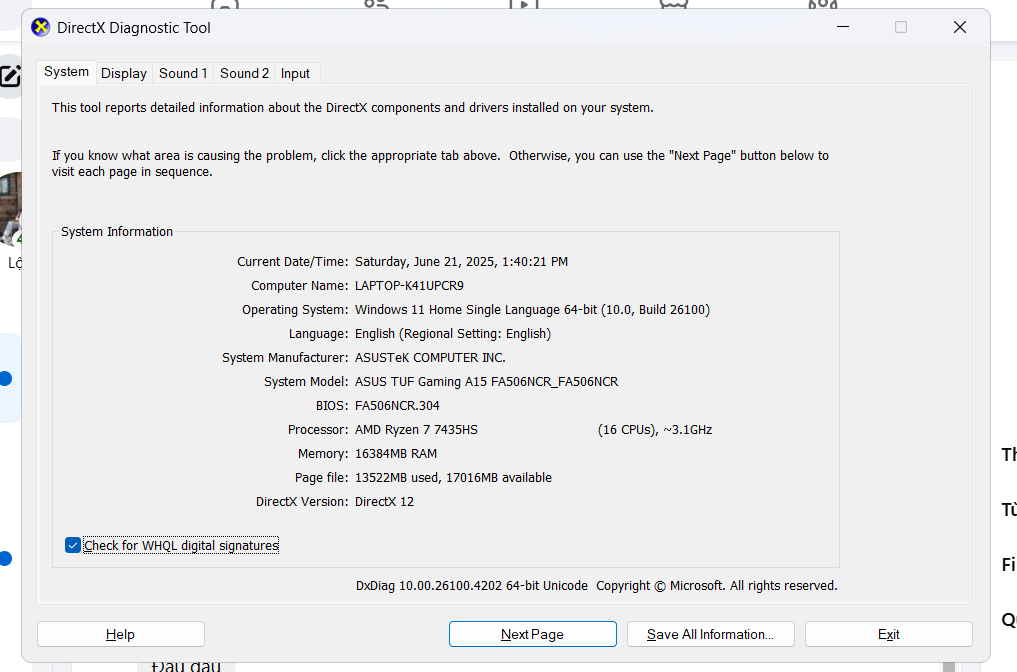 DirectX Diagnostic Tool
System Display Sound 1 Sound 2 Input
This tool reports detailed information about the DirectX components and drivers installed on your system.
If you know what area is causing the problem, click the appropriate tab above.  Otherwise, you can use the "Next Page" button below to
visit each page in sequence.
System Information
Current Date/Time: Saturday, June 21, 2025, 1:40:21 PM
Computer Name: LAPTOP-K41UPCR9
Operating System: Windows 11 Home Single Language 64-bit (10.0, Build 26100)
Language: English (Regional Setting: English)
System Manufacturer: ASUSTeK COMPUTER INC.
System Model: ASUS TUF Gaming A15 FA506NCR_FA506NCR
BIOS: FA506NCR.304
Processor: AMD Ryzen 7 7435HS (16 CPUs), ~3.1GHz
Memory: 16384MB RAM
Page file: 13522MB used, 17016MB available
DirectX Version: DirectX 12
Check for WHQL digital signatures
DxDiag 10.00.26100.4202 64-bit Unicode  Copyright © Microsoft. All rights reserved.
Help Next Page Save All Information... Exit